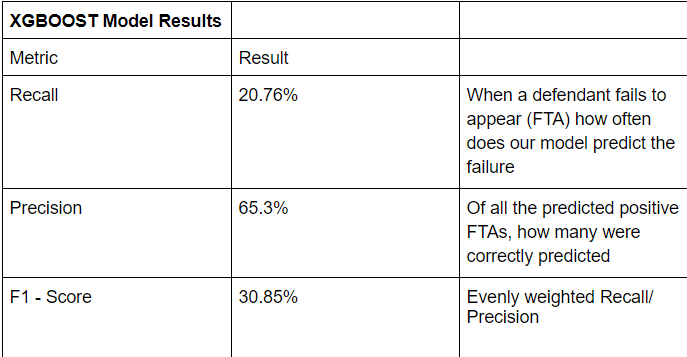 XGBOOST Model Results
Metric
Result
Recall
20.76%
When a defendant fails to
appear (FTA) how often
does our model predict the
failure
Precision
65.3%
Of all the predicted positive
FTAs, how many were
correctly predicted
F1 - Score
30.85%
Evenly weighted Recall/
Precision